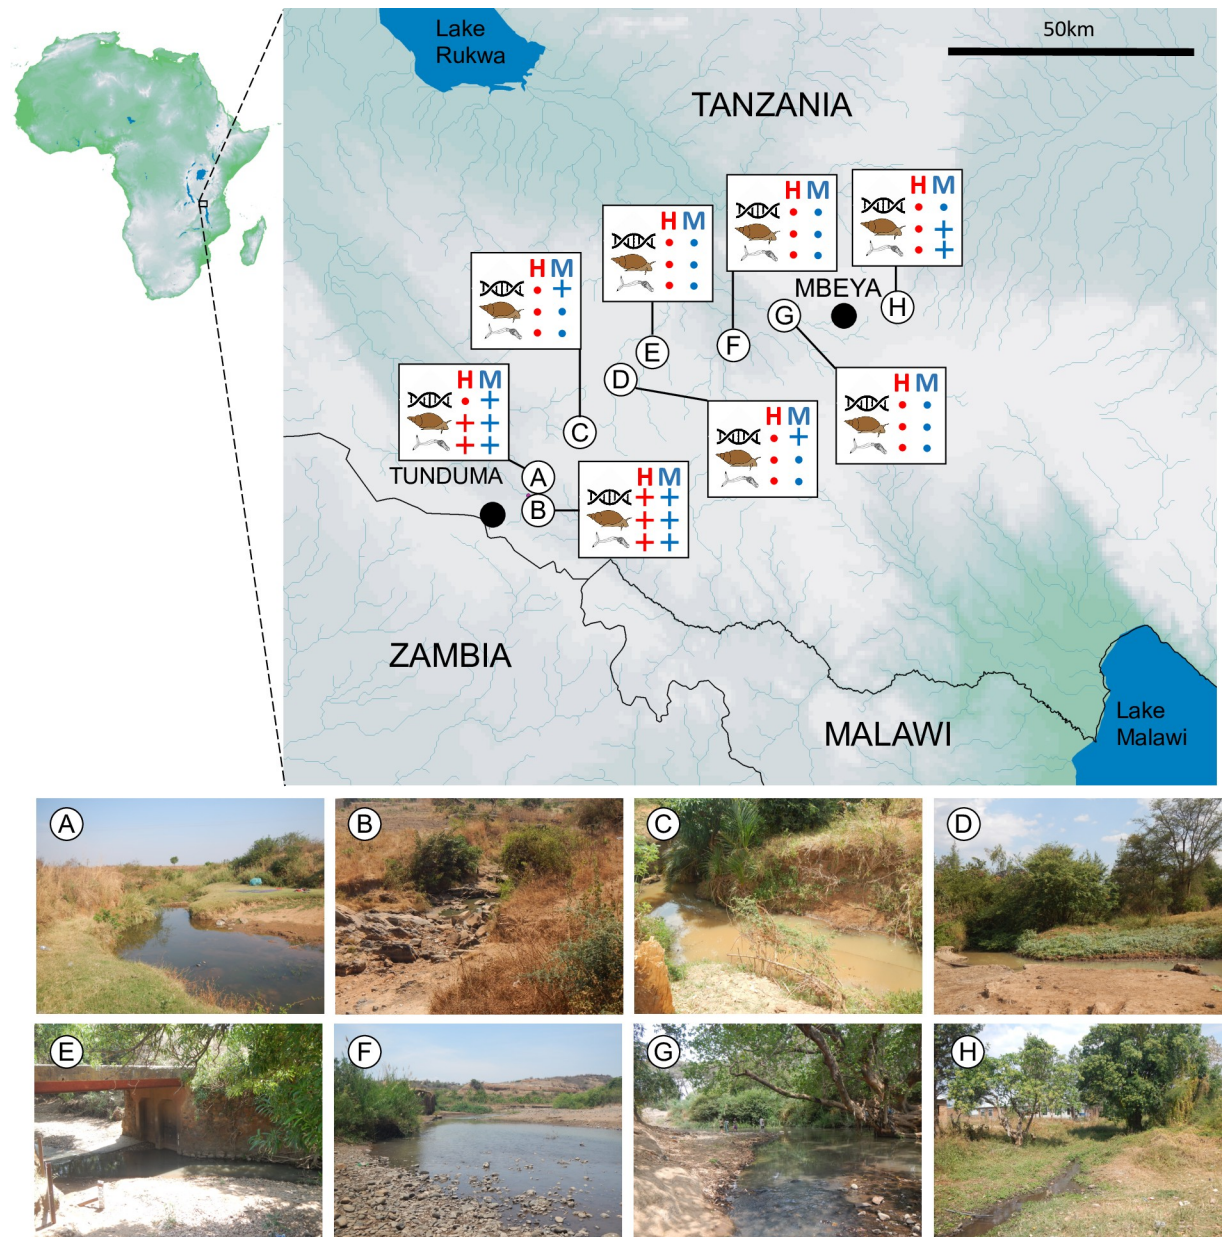 Lake
Rukwa
50km
TANZANIA
H M
H M
H M
H M
MBEYA
H M
G
H
F
E
D
H M
H M
C
H M
TUNDUMA
A
H M
B
ZAMBIA
MALAWI
Lake
Malawi
A
B
C
D
E
F
G
H